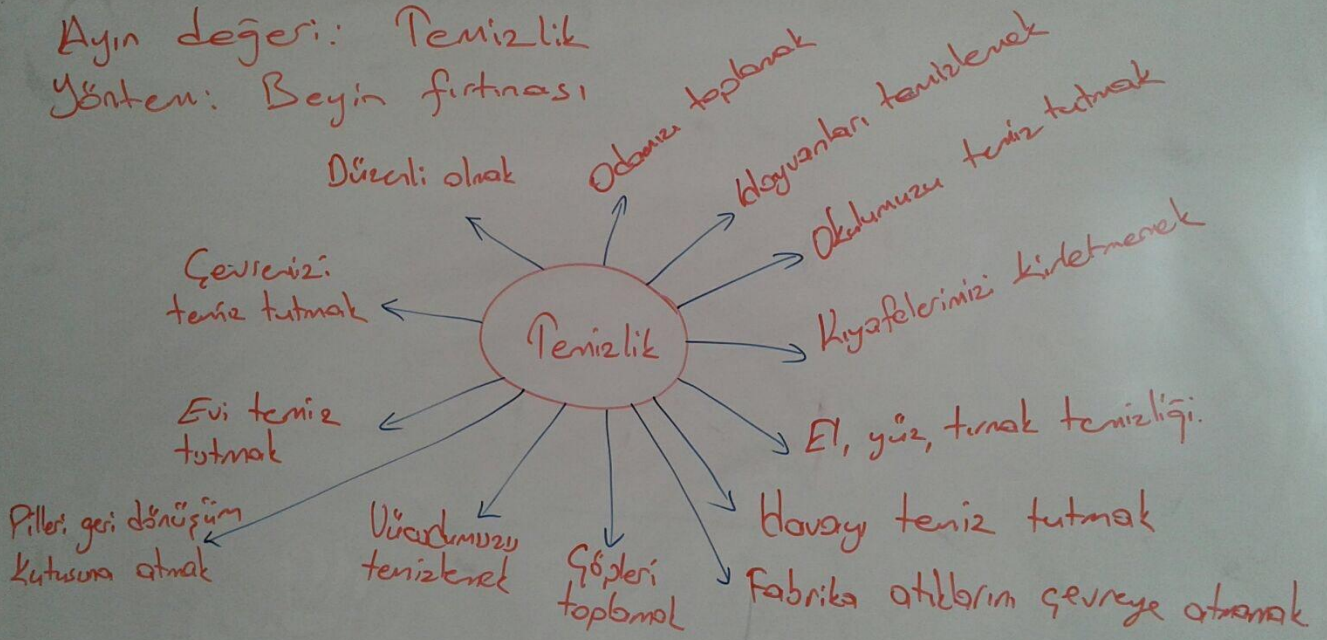 Ayın değeri: Temizlik
Yöntem: Beyin fırtınası
Düzenli olmak
Odamızı toplamak
Hayvanları temizlemek
Okulumuzu temiz tutmak
Kıyafelerimizi kirletmemek
Çevremizi
temiz tutmak
Temizlik
Evi temiz
tutmak
El, yüz, tırnak temizliği.
Pilleri geri dönüşüm
kutusuna atmak
Vücudumuzu
temizlemek
Çöpleri
toplamak
Havayı temiz tutmak
Fabrika atıklarını çevreye atmamak